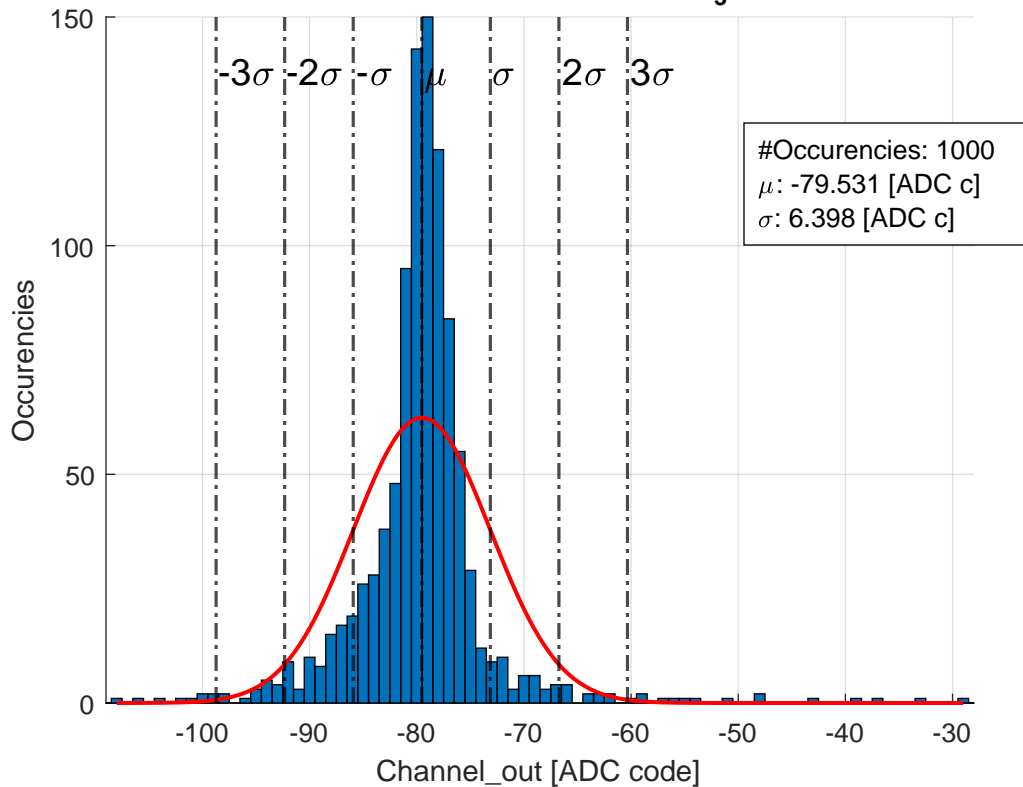 150
-3σ
-2σ
-σ
μ
σ
2σ
3σ
#Occurencies: 1000
μ: -79.531 [ADC c]
σ: 6.398 [ADC c]
100
50
0
Occurencies
-100
-90
-80
-70
-60
-50
-40
-30
Channel_out [ADC code]